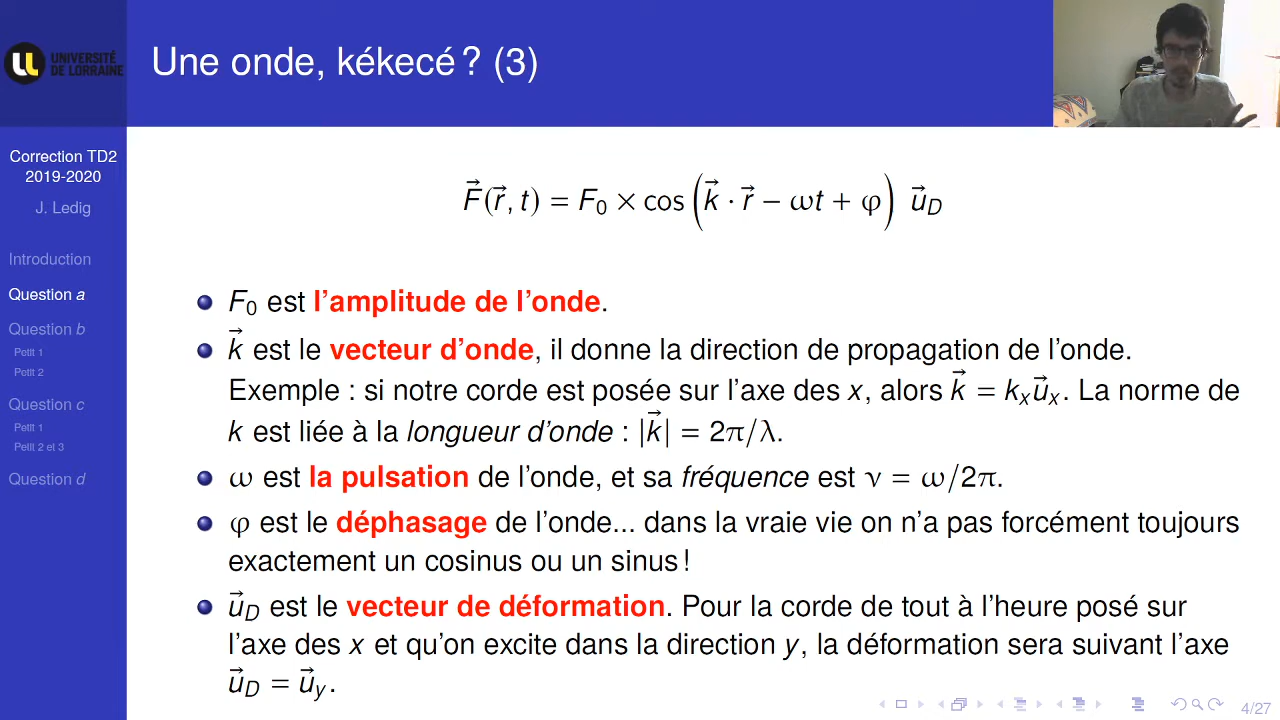 UNIVERSITÉ
DE LORRAINE
Une onde, kékecé ? (3)
Correction TD2
2019-2020
J. Ledig
Introduction
Question a
Question b
Petit 1
Petit 2
Question c
Petit 1
Petit 2 et 3
Question d
F⃗(r⃗, t) = F₀ × cos(k⃗ · r⃗ − ωt + φ) u⃗_D
F₀ est l'amplitude de l'onde.
k⃗ est le vecteur d'onde, il donne la direction de propagation de l'onde.
Exemple : si notre corde est posée sur l'axe des x, alors k⃗ = kₓu⃗ₓ. La norme de
k est liée à la longueur d'onde : |k⃗| = 2π/λ.
ω est la pulsation de l'onde, et sa fréquence est ν = ω/2π.
φ est le déphasage de l'onde... dans la vraie vie on n'a pas forcément toujours
exactement un cosinus ou un sinus !
u⃗_D est le vecteur de déformation. Pour la corde de tout à l'heure posé sur
l'axe des x et qu'on excite dans la direction y, la déformation sera suivant l'axe
u⃗_D = u⃗_y.
4/27